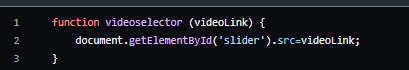 1 function videoselector (videoLink) {
2 document.getElementById('slider').src=videoLink;
3 }